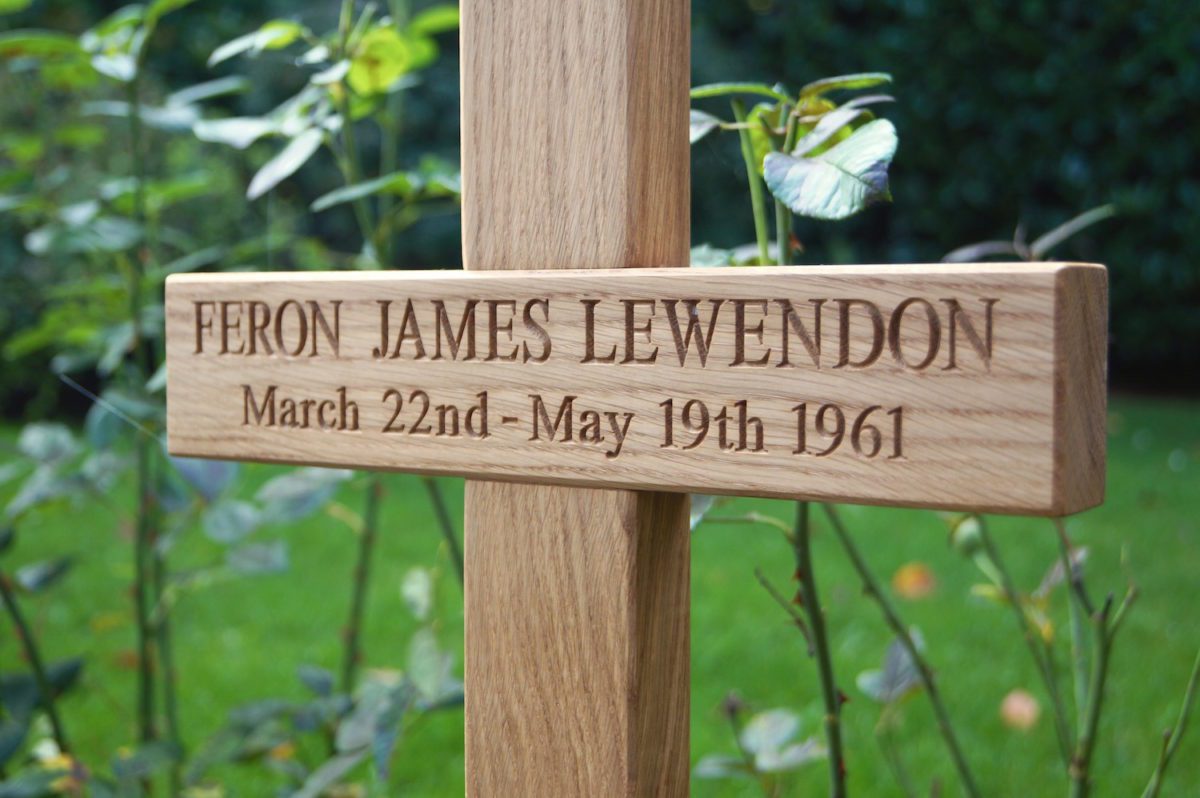 FERON JAMES LEWENDON
March 22nd - May 19th 1961